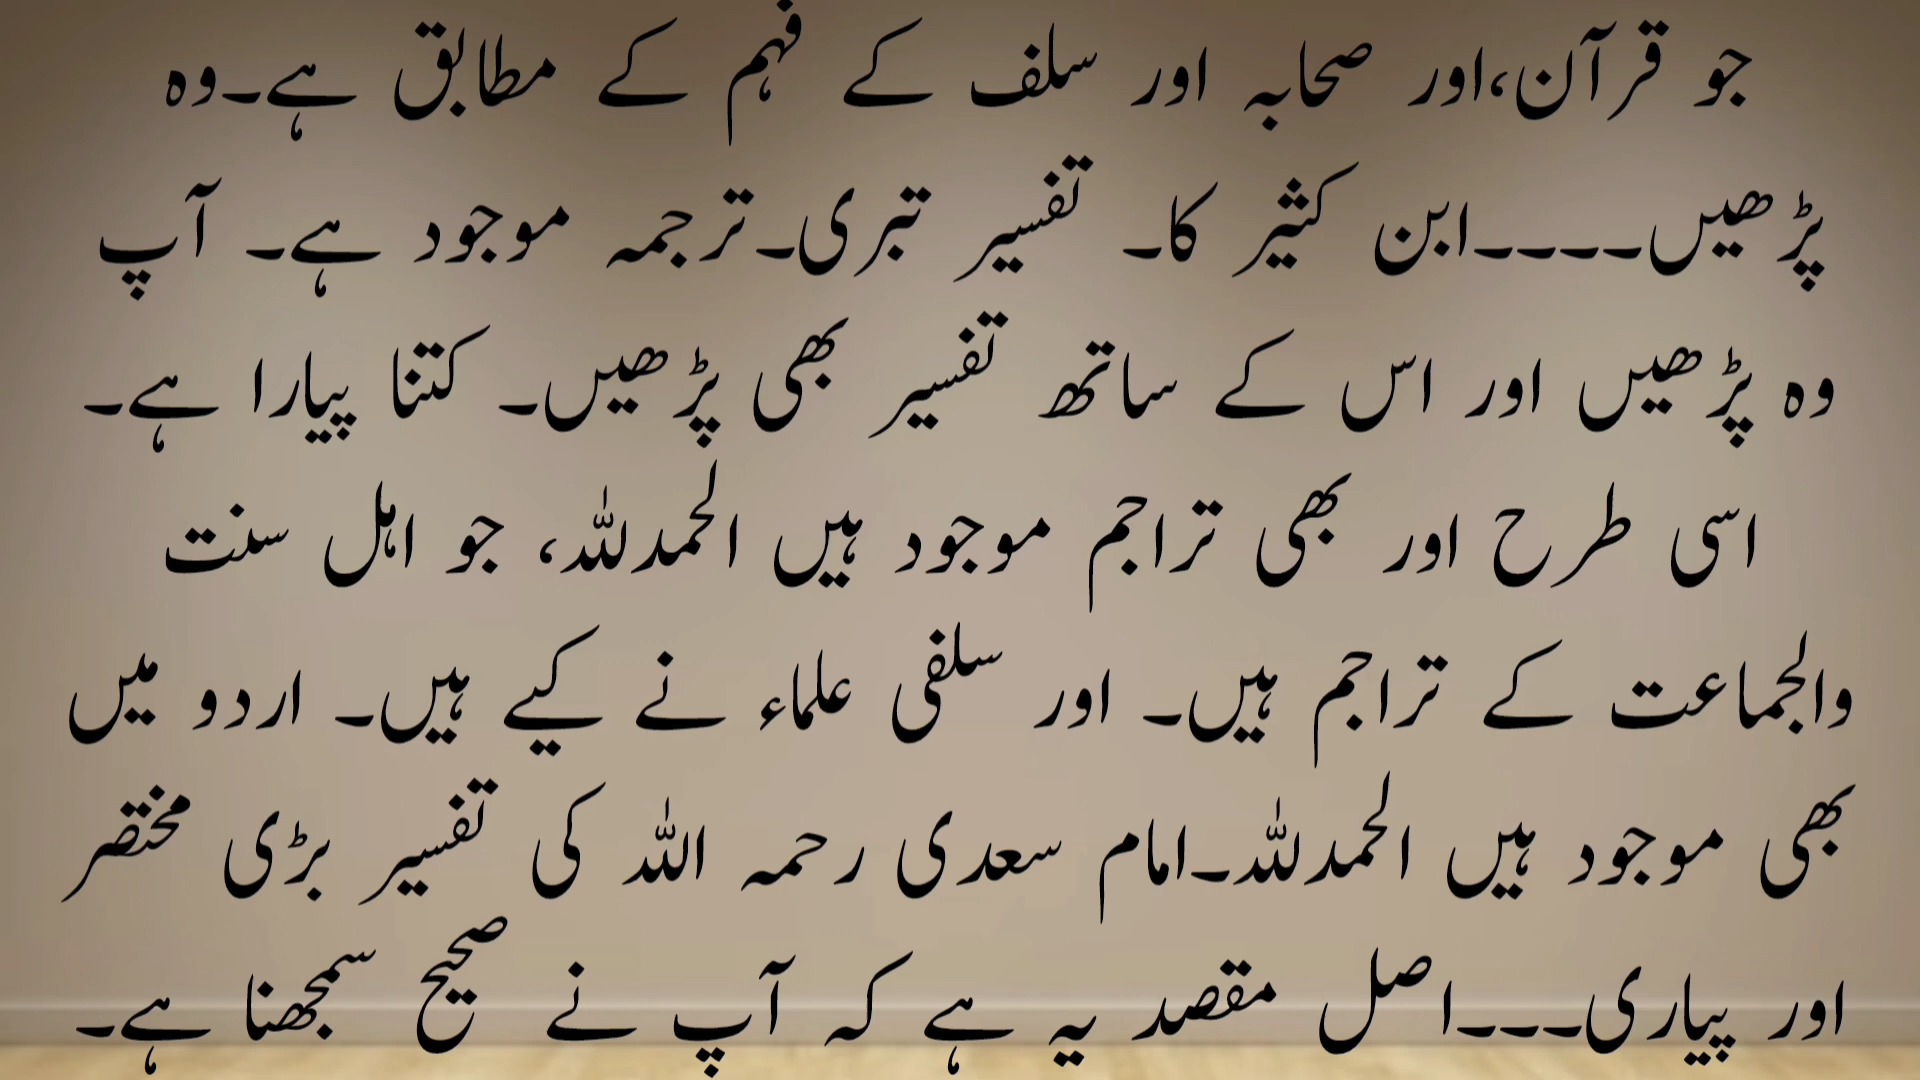 جو قرآن،اور صحابہ اور سلف کے فہم کے مطابق ہے۔وہ
پڑھیں۔۔۔۔ابن کثیر کا۔ تفسیر تبری۔ترجمہ موجود ہے۔ آپ
وہ پڑھیں اور اس کے ساتھ تفسیر بھی پڑھیں۔ کتنا پیارا ہے۔
اسی طرح اور بھی تراجم موجود ہیں الحمدللہ، جو اہل سنت
والجماعت کے تراجم ہیں۔ اور سلفی علماء نے کیے ہیں۔ اردو میں
بھی موجود ہیں الحمدللہ۔امام سعدی رحمہ اللہ کی تفسیر بڑی مختصر
اور پیاری۔۔۔اصل مقصد یہ ہے کہ آپ نے صحیح سمجھنا ہے۔